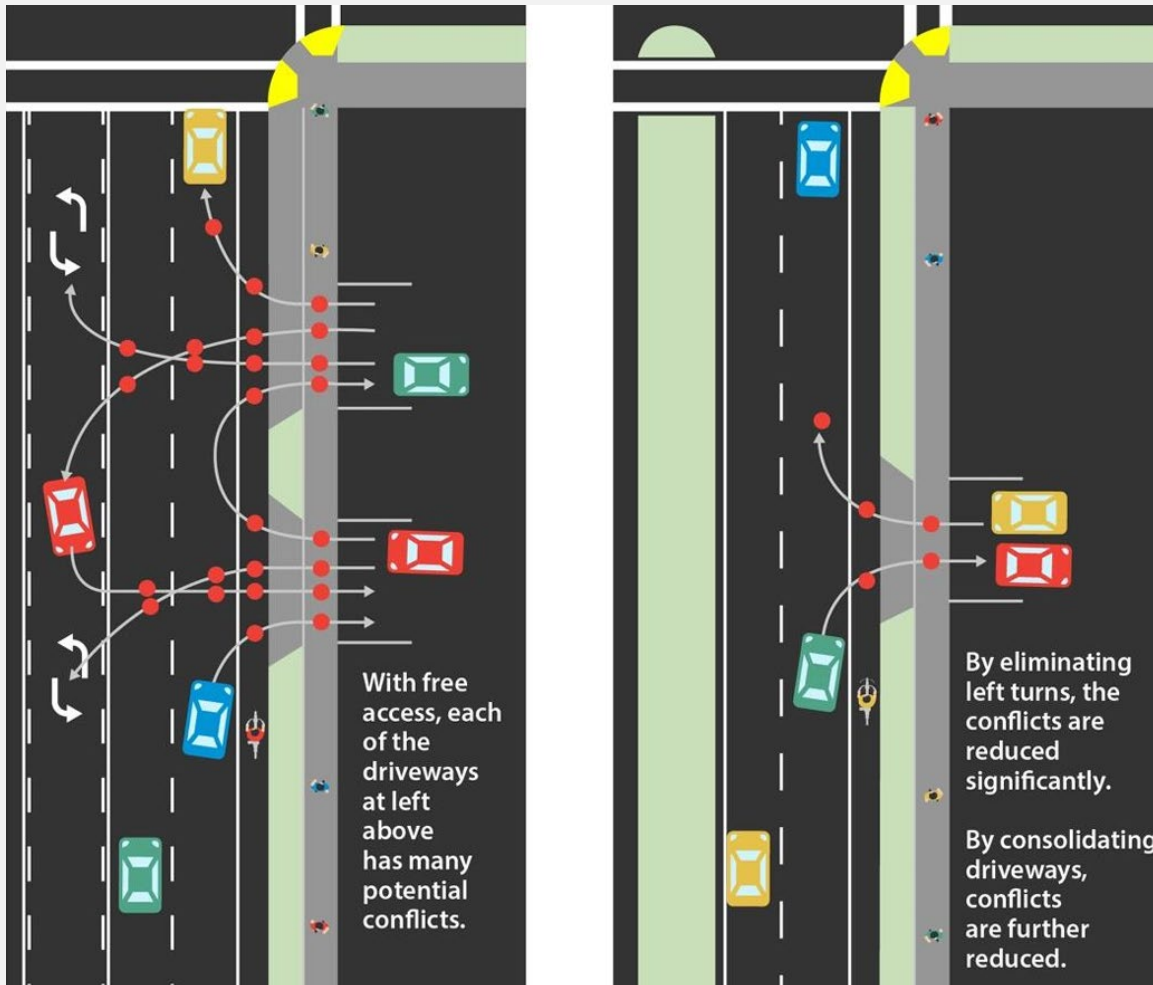 With free
access, each
of the
driveways
at left
above
has many
potential
conflicts.
By eliminating
left turns, the
conflicts are
reduced
significantly.
By consolidating
driveways,
conflicts
are further
reduced.